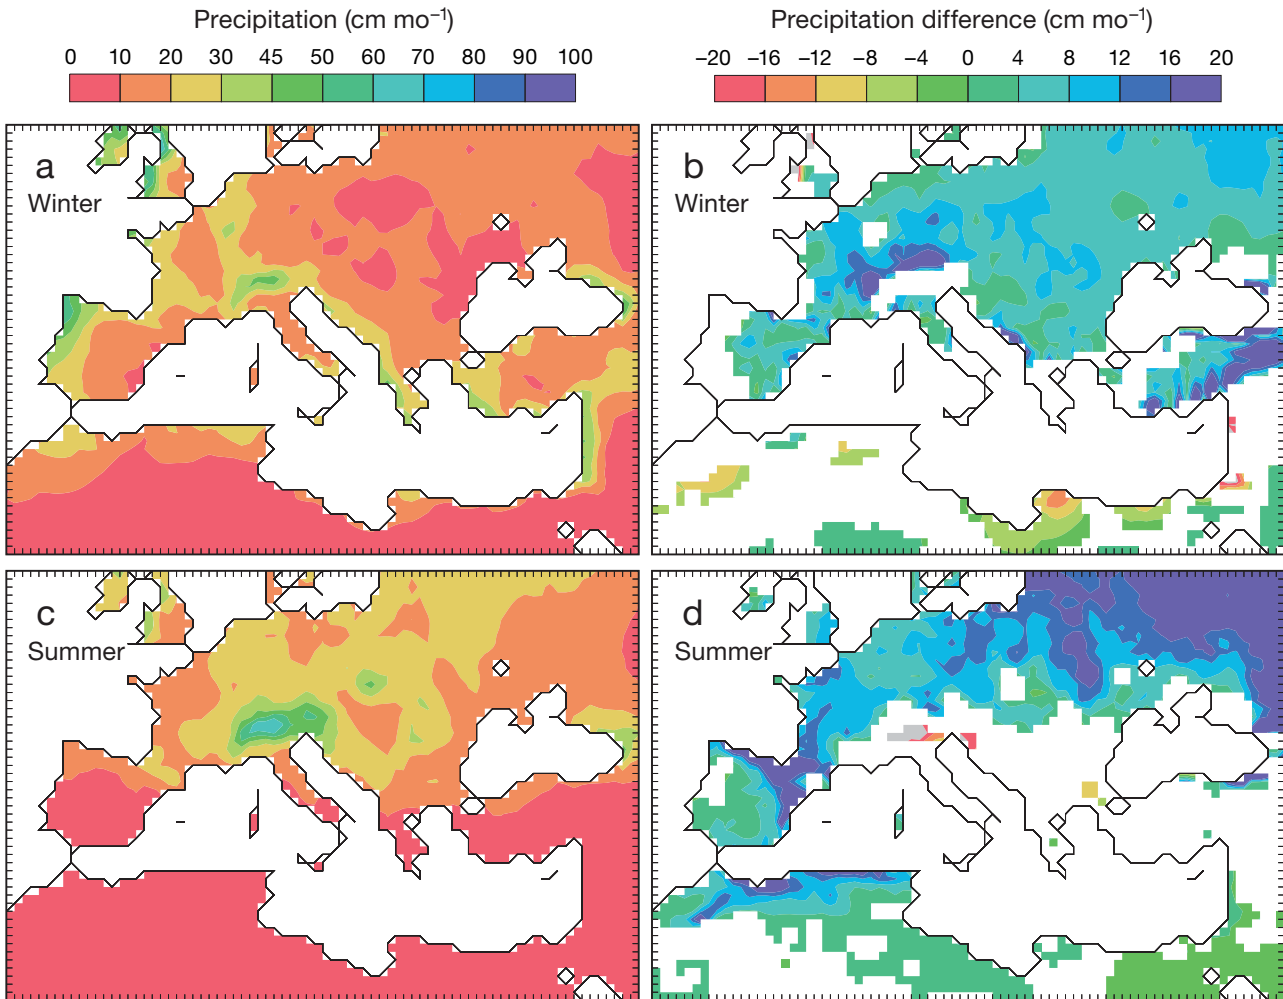 Precipitation (cm mo⁻¹)
0 10 20 30 45 50 60 70 80 90 100
Precipitation difference (cm mo⁻¹)
−20 −16 −12 −8 −4 0 4 8 12 16 20
a
Winter
b
Winter
c
Summer
d
Summer